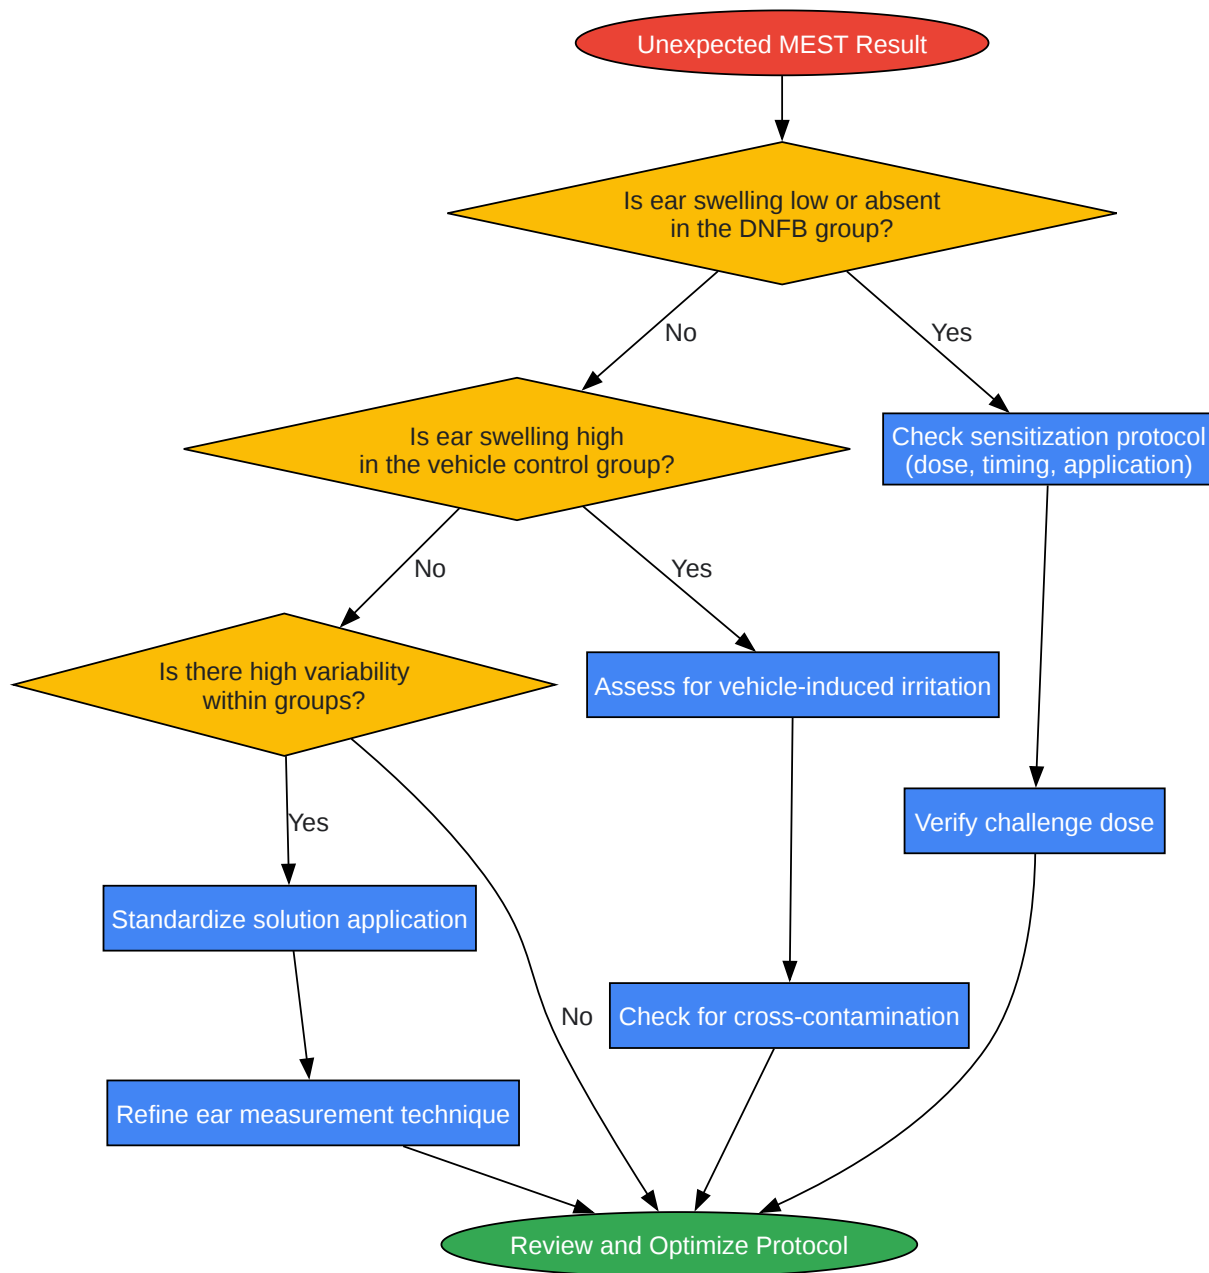 Unexpected MEST Result
Is ear swelling low or absent
in the DNFB group?
No
Yes
Is ear swelling high
in the vehicle control group?
Check sensitization protocol
(dose, timing, application)
No
Yes
Is there high variability
within groups?
Assess for vehicle-induced irritation
Yes
Verify challenge dose
Standardize solution application
No
Check for cross-contamination
Refine ear measurement technique
Review and Optimize Protocol